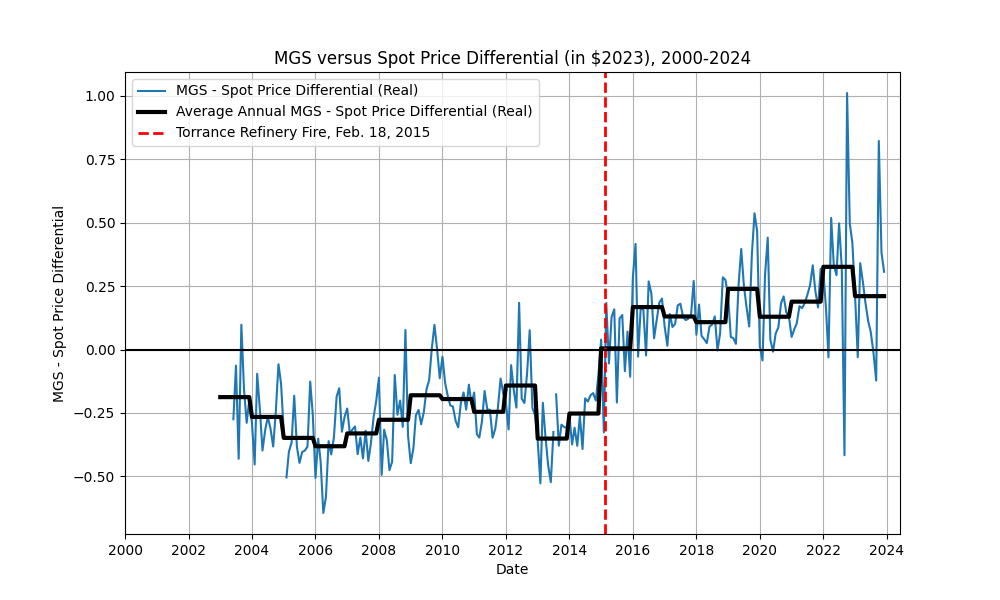 MGS versus Spot Price Differential (in $2023), 2000-2024
MGS - Spot Price Differential (Real)
Average Annual MGS - Spot Price Differential (Real)
Torrance Refinery Fire, Feb. 18, 2015
MGS - Spot Price Differential
1.00
0.75
0.50
0.25
0.00
−0.25
−0.50
2000 2002 2004 2006 2008 2010 2012 2014 2016 2018 2020 2022 2024
Date